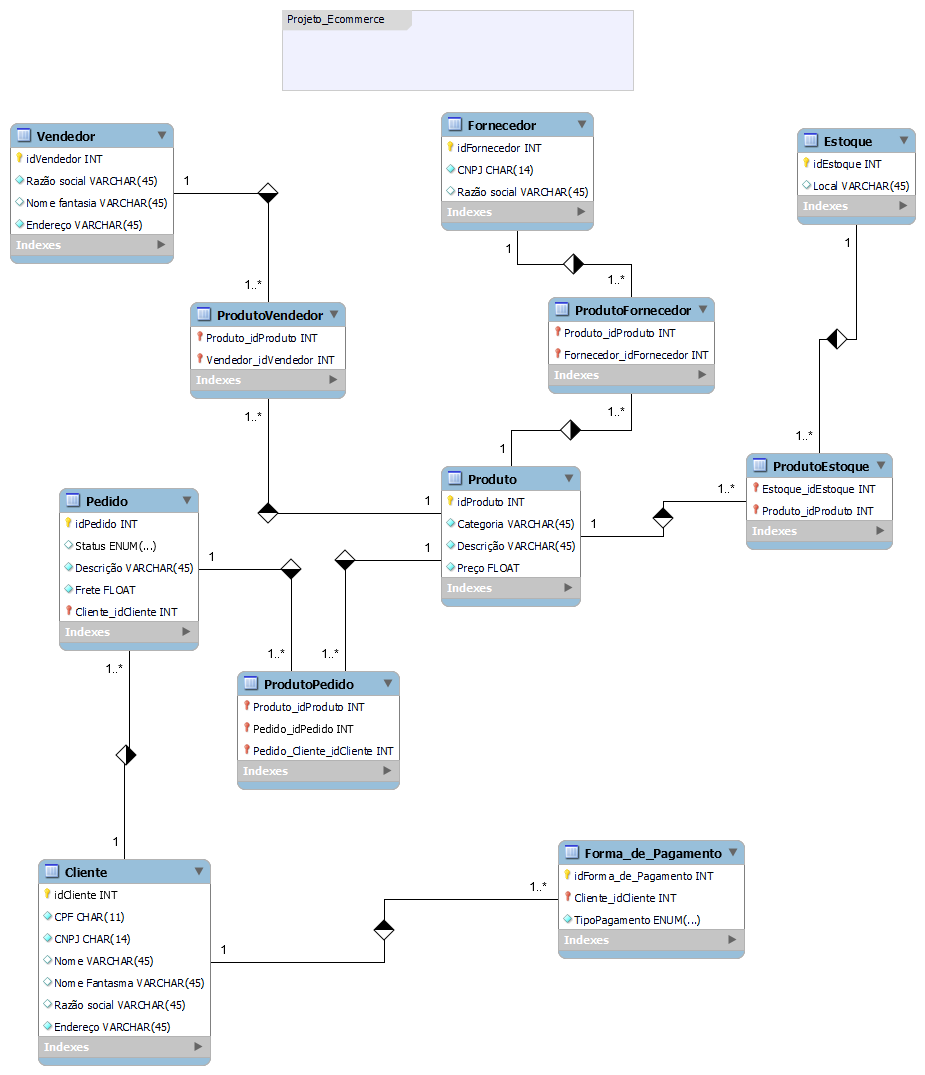 Projeto_Ecommerce
Vendedor
idVendedor INT
Razão social VARCHAR(45)
Nome fantasia VARCHAR(45)
Endereço VARCHAR(45)
Indexes
Fornecedor
idFornecedor INT
CNPJ CHAR(14)
Razão social VARCHAR(45)
Indexes
Estoque
idEstoque INT
Local VARCHAR(45)
Indexes
1
1..*
1
1..*
1
1..*
ProdutoVendedor
Produto_idProduto INT
Vendedor_idVendedor INT
Indexes
1..*
1
ProdutoFornecedor
Produto_idProduto INT
Fornecedor_idFornecedor INT
Indexes
1..*
1
ProdutoEstoque
Estoque_idEstoque INT
Produto_idProduto INT
Indexes
1..*
1
Pedido
idPedido INT
Status ENUM(...)
Descrição VARCHAR(45)
Frete FLOAT
Cliente_idCliente INT
Indexes
Produto
idProduto INT
Categoria VARCHAR(45)
Descrição VARCHAR(45)
Preço FLOAT
Indexes
1
1..*
1
1..*
ProdutoPedido
Produto_idProduto INT
Pedido_idPedido INT
Pedido_Cliente_idCliente INT
Indexes
1..*
1
Cliente
idCliente INT
CPF CHAR(11)
CNPJ CHAR(14)
Nome VARCHAR(45)
Nome Fantasma VARCHAR(45)
Razão social VARCHAR(45)
Endereço VARCHAR(45)
Indexes
1
1..*
Forma_de_Pagamento
idForma_de_Pagamento INT
Cliente_idCliente INT
TipoPagamento ENUM(...)
Indexes